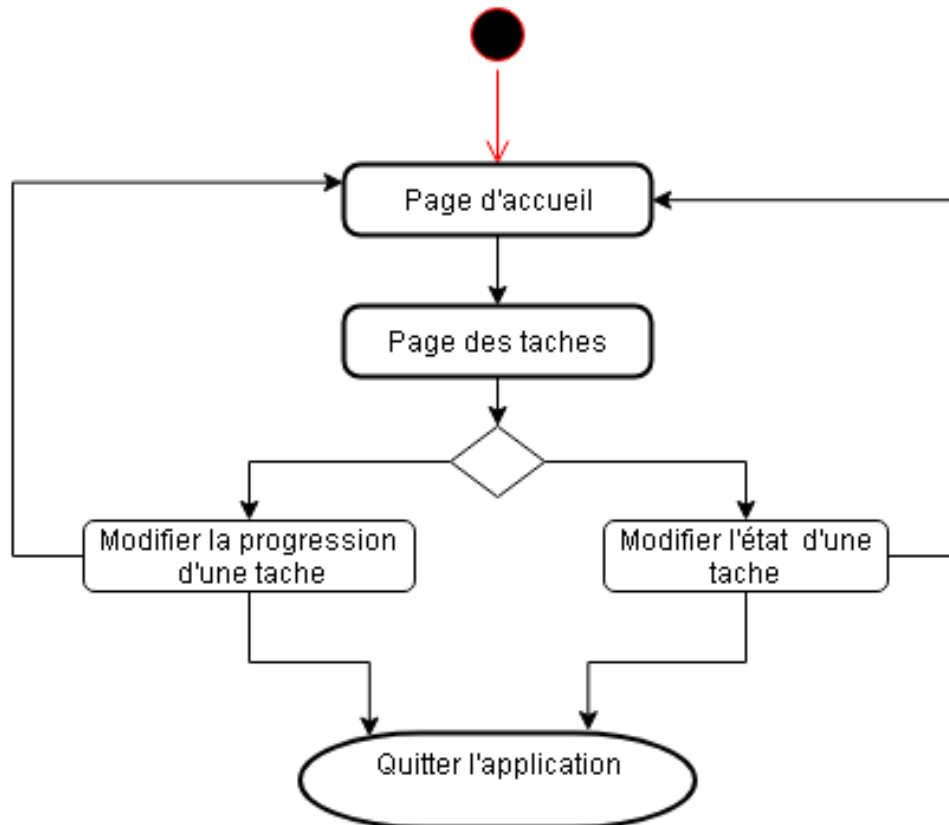 Page d'accueil
Page des taches
Modifier la progression
d'une tache
Modifier l'état d'une
tache
Quitter l'application